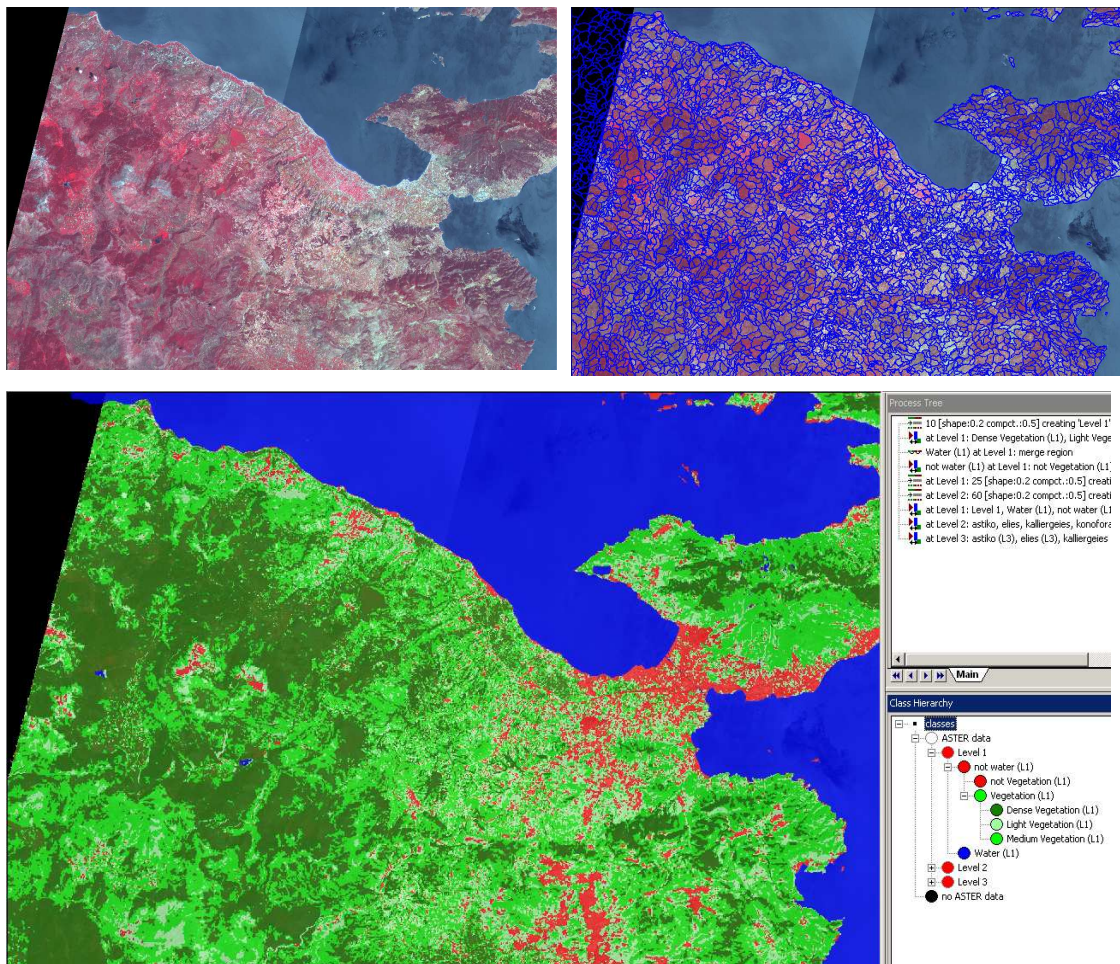 Process Tree
10 [shape:0.2 compct.:0.5] creating 'Level 1'
at Level 1: Dense Vegetation (L1), Light Vege
Water (L1) at Level 1: merge region
not water (L1) at Level 1: not Vegetation (L1)
at Level 1: 25 [shape:0.2 compct.:0.5] creati
at Level 2: 60 [shape:0.2 compct.:0.5] creati
at Level 1: Level 1, Water (L1), not water (L1)
at Level 2: astiko, elies, kalliergeies, konofora
at Level 3: astiko (L3), elies (L3), kalliergeies
Main
Class Hierarchy
classes
ASTER data
Level 1
not water (L1)
not Vegetation (L1)
Vegetation (L1)
Dense Vegetation (L1)
Light Vegetation (L1)
Medium Vegetation (L1)
Water (L1)
Level 2
Level 3
no ASTER data